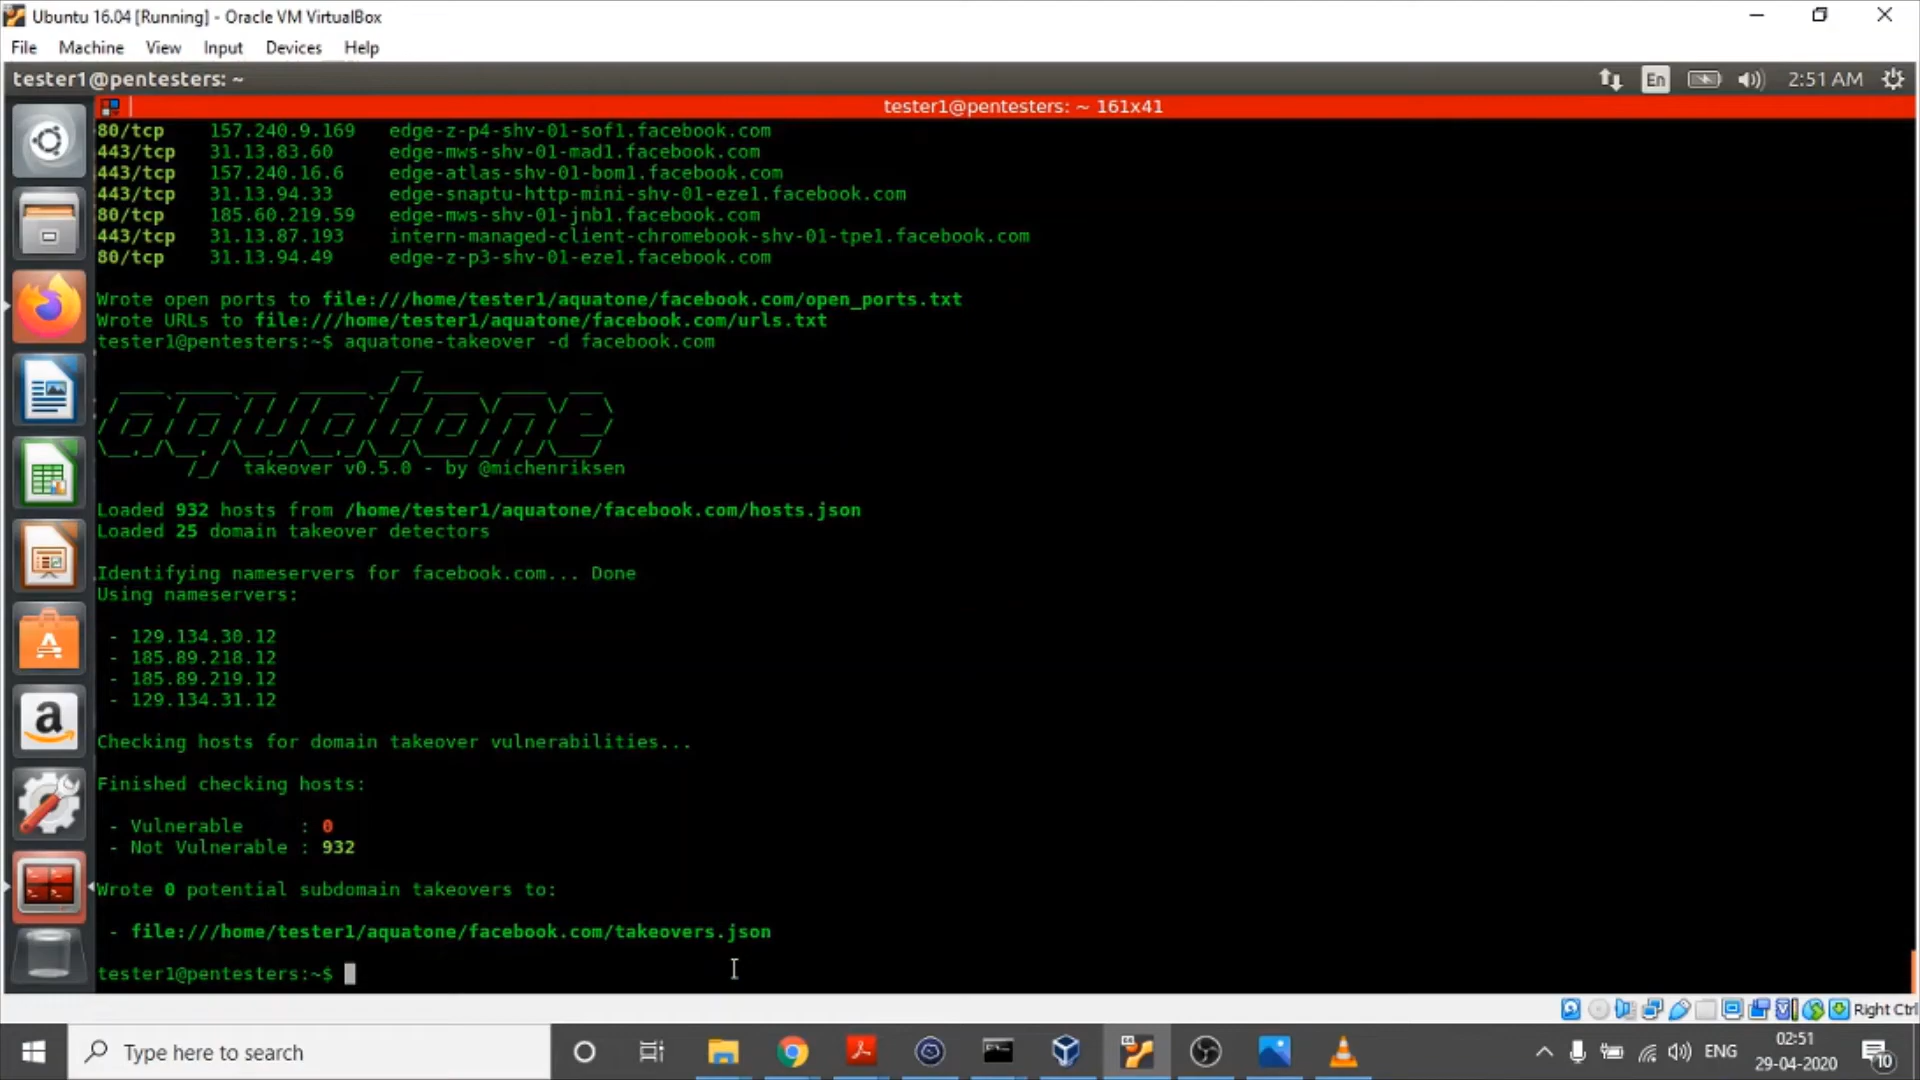 Ubuntu 16.04 [Running] - Oracle VM VirtualBox
File Machine View Input Devices Help
tester1@pentesters: ~
En 2:51 AM
tester1@pentesters: ~ 161x41
80/tcp 157.240.9.169 edge-z-p4-shv-01-sof1.facebook.com
443/tcp 31.13.83.60 edge-mws-shv-01-mad1.facebook.com
443/tcp 157.240.16.6 edge-atlas-shv-01-bom1.facebook.com
443/tcp 31.13.94.33 edge-snaptu-http-mini-shv-01-eze1.facebook.com
80/tcp 185.60.219.59 edge-mws-shv-01-jnb1.facebook.com
443/tcp 31.13.87.193 intern-managed-client-chromebook-shv-01-tpe1.facebook.com
80/tcp 31.13.94.49 edge-z-p3-shv-01-eze1.facebook.com
Wrote open ports to file:///home/tester1/aquatone/facebook.com/open_ports.txt
Wrote URLs to file:///home/tester1/aquatone/facebook.com/urls.txt
tester1@pentesters:~$ aquatone-takeover -d facebook.com
aquatone
takeover v0.5.0 - by @michenriksen
Loaded 932 hosts from /home/tester1/aquatone/facebook.com/hosts.json
Loaded 25 domain takeover detectors
Identifying nameservers for facebook.com... Done
Using nameservers:
- 129.134.30.12
- 185.89.218.12
- 185.89.219.12
- 129.134.31.12
Checking hosts for domain takeover vulnerabilities...
Finished checking hosts:
- Vulnerable : 0
- Not Vulnerable : 932
Wrote 0 potential subdomain takeovers to:
- file:///home/tester1/aquatone/facebook.com/takeovers.json
tester1@pentesters:~$
Right Ctrl
Type here to search
ENG
02:51
29-04-2020
10